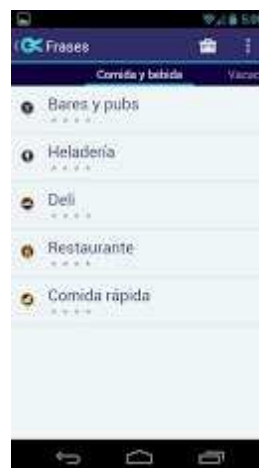 Frases
Comida y bebida
Bares y pubs
Heladería
Deli
Restaurante
Comida rápida